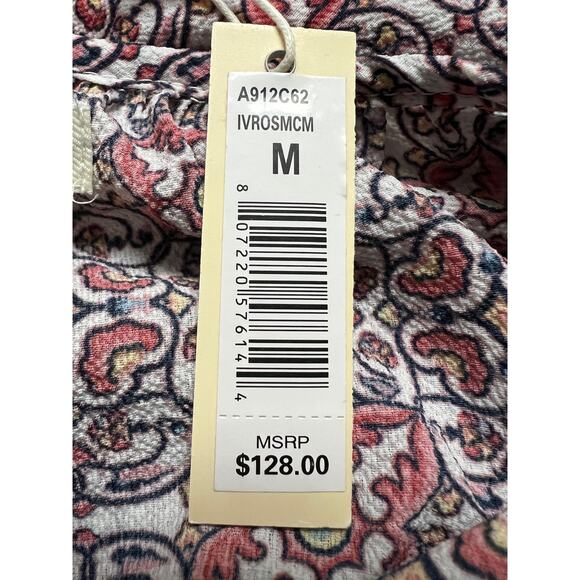 A912C62
IVROSMCM
M
8 07220 57614 4
MSRP
$128.00